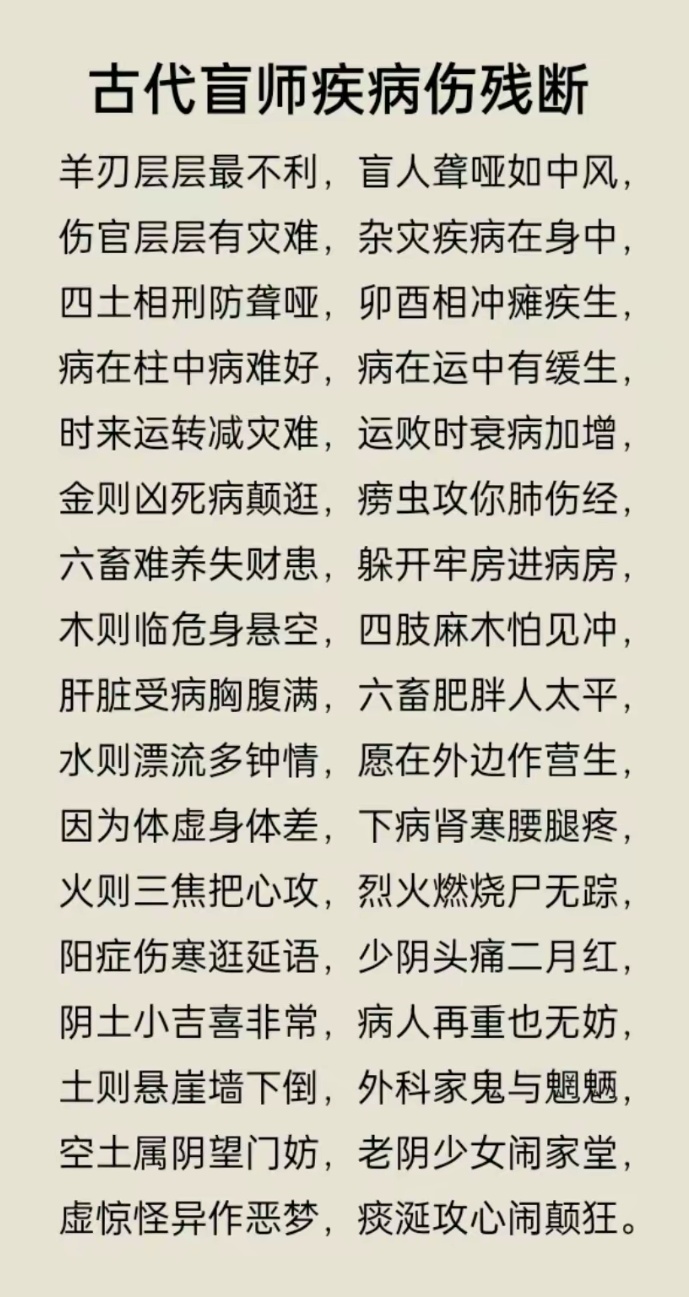 古代盲师疾病伤残断
羊刃层层最不利，盲人聋哑如中风，
伤官层层有灾难，杂灾疾病在身中，
四土相刑防聋哑，卯酉相冲瘫疾生，
病在柱中病难好，病在运中有缓生，
时来运转减灾难，运败时衰病加增，
金则凶死病颠逛，痨虫攻你肺伤经，
六畜难养失财患，躲开牢房进病房，
木则临危身悬空，四肢麻木怕见冲，
肝脏受病胸腹满，六畜肥胖人太平，
水则漂流多钟情，愿在外边作营生，
因为体虚身体差，下病肾寒腰腿疼，
火则三焦把心攻，烈火燃烧尸无踪，
阳症伤寒逛延语，少阴头痛二月红，
阴土小吉喜非常，病人再重也无妨，
土则悬崖墙下倒，外科家鬼与魍魉，
空土属阴望门妨，老阴少女闹家堂，
虚惊怪异作恶梦，痰涎攻心闹颠狂。